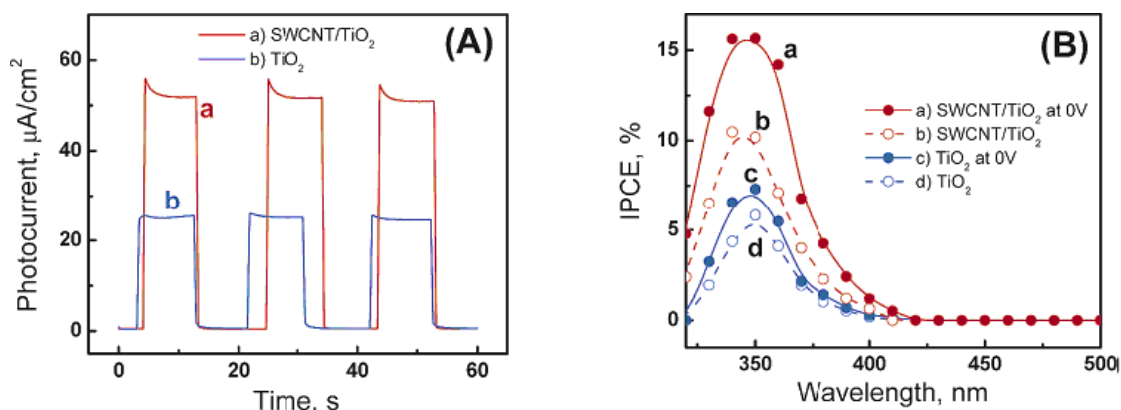 (A)
a) SWCNT/TiO₂
b) TiO₂
Photocurrent, μA/cm²
60
40
20
0
a
b
0
20
40
60
Time, s
(B)
a
b
c
d
a) SWCNT/TiO₂ at 0V
b) SWCNT/TiO₂
c) TiO₂ at 0V
d) TiO₂
IPCE, %
15
10
5
0
350
400
450
500
Wavelength, nm